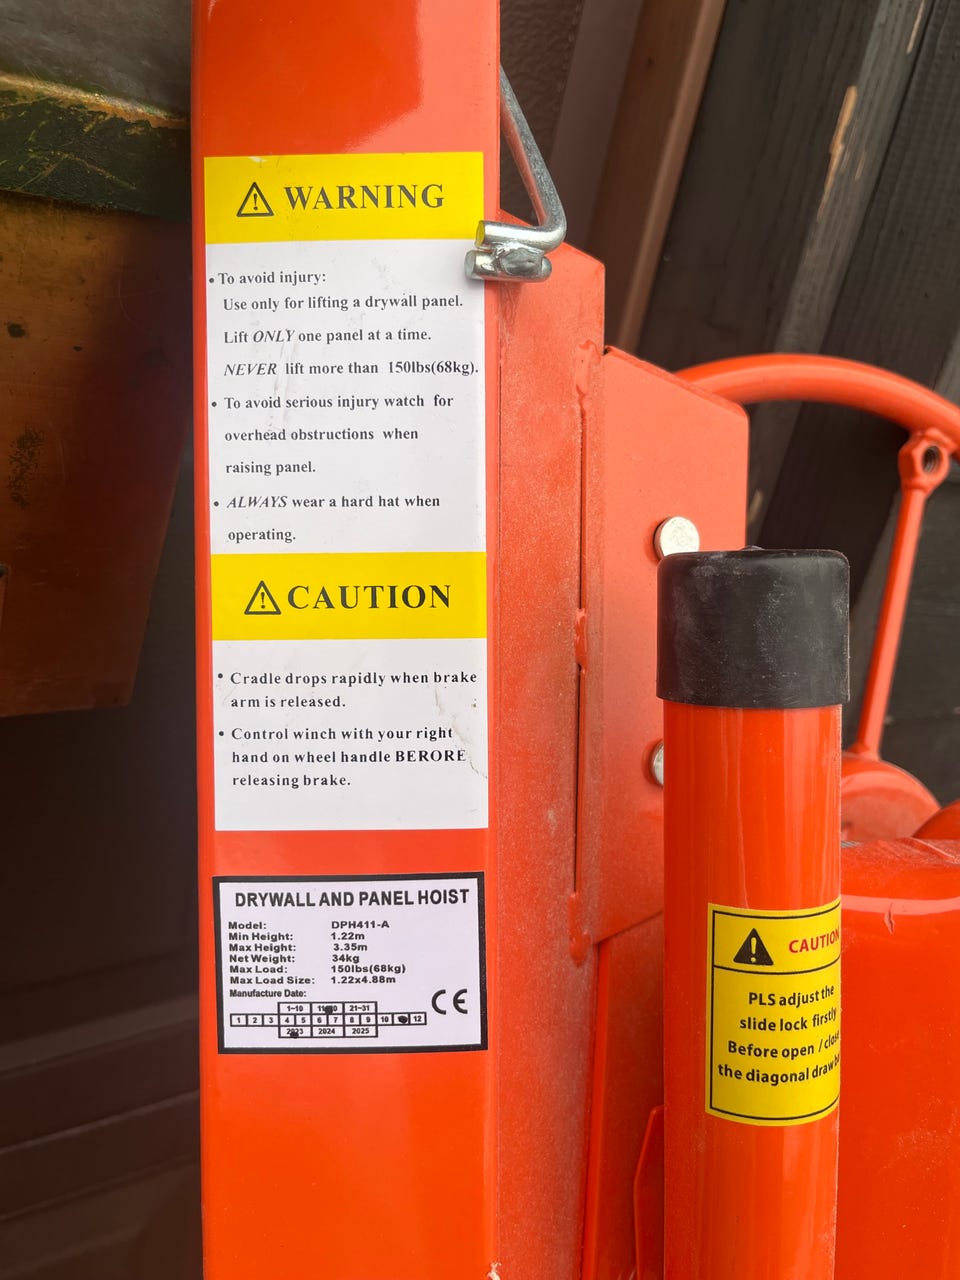 WARNING
• To avoid injury:
Use only for lifting a drywall panel.
Lift ONLY one panel at a time.
NEVER lift more than 150lbs(68kg).
• To avoid serious injury watch for
overhead obstructions when
raising panel.
• ALWAYS wear a hard hat when
operating.
CAUTION
• Cradle drops rapidly when brake
arm is released.
• Control winch with your right
hand on wheel handle BERORE
releasing brake.
DRYWALL AND PANEL HOIST
Model: DPH411-A
Min Height: 1.22m
Max Height: 3.35m
Net Weight: 34kg
Max Load: 150lbs(68kg)
Max Load Size: 1.22x4.88m
Manufacture Date:
CE
1-10 21-31
1 2 3 4 5 6 7 8 9 10 12
2023 2024 2025
CAUTION
PLS adjust the
slide lock firstly
Before open / close
the diagonal draw